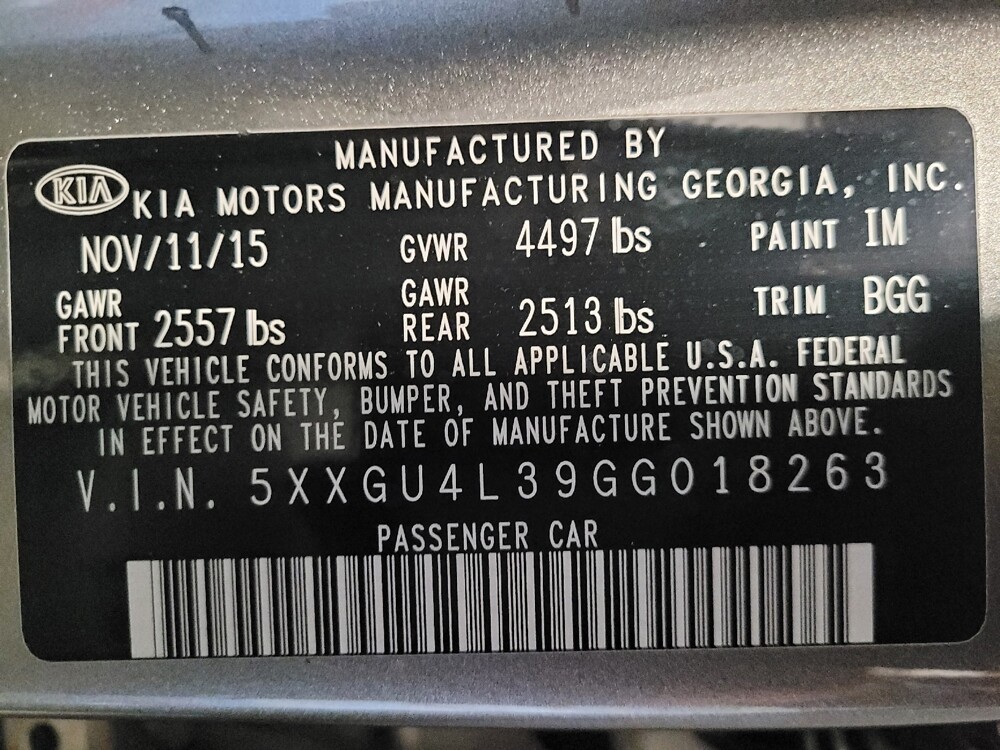 MANUFACTURED BY
KIA KIA MOTORS MANUFACTURING GEORGIA, INC.
NOV/11/15 GVWR 4497 lbs PAINT IM
GAWR FRONT 2557 lbs GAWR REAR 2513 lbs TRIM BGG
THIS VEHICLE CONFORMS TO ALL APPLICABLE U.S.A. FEDERAL
MOTOR VEHICLE SAFETY, BUMPER, AND THEFT PREVENTION STANDARDS
IN EFFECT ON THE DATE OF MANUFACTURE SHOWN ABOVE.
V.I.N. 5XXGU4L39GG018263
PASSENGER CAR